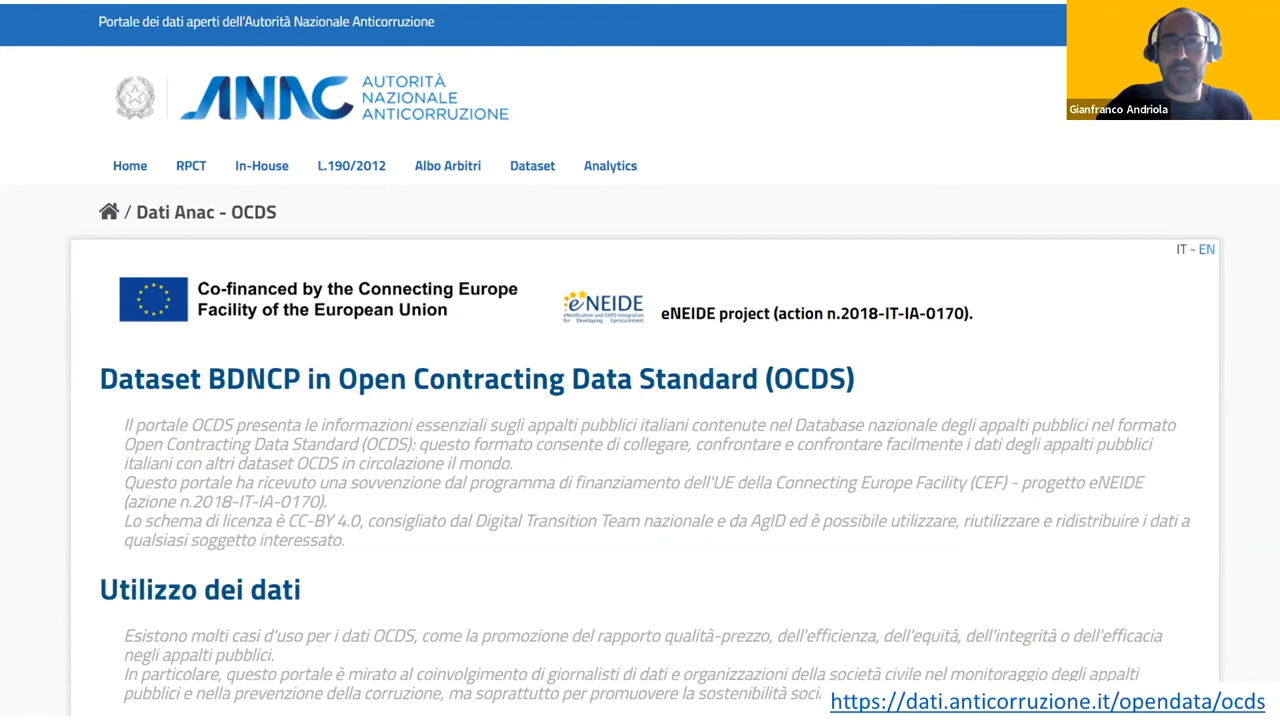 Portale dei dati aperti dell'Autorità Nazionale Anticorruzione
Gianfranco Andriola
ANAC
AUTORITÀ
NAZIONALE
ANTICORRUZIONE
Home RPCT In-House L.190/2012 Albo Arbitri Dataset Analytics
/ Dati Anac - OCDS
IT - EN
Co-financed by the Connecting Europe
Facility of the European Union
eNEIDE
eNotification and ESPD Integration
for Developing Eprocurement
eNEIDE project (action n.2018-IT-IA-0170).
Dataset BDNCP in Open Contracting Data Standard (OCDS)
Il portale OCDS presenta le informazioni essenziali sugli appalti pubblici italiani contenute nel Database nazionale degli appalti pubblici nel formato
Open Contracting Data Standard (OCDS): questo formato consente di collegare, confrontare e confrontare facilmente i dati degli appalti pubblici
italiani con altri dataset OCDS in circolazione il mondo.
Questo portale ha ricevuto una sovvenzione dal programma di finanziamento dell'UE della Connecting Europe Facility (CEF) - progetto eNEIDE
(azione n.2018-IT-IA-0170).
Lo schema di licenza è CC-BY 4.0, consigliato dal Digital Transition Team nazionale e da AgID ed è possibile utilizzare, riutilizzare e ridistribuire i dati a
qualsiasi soggetto interessato.
Utilizzo dei dati
Esistono molti casi d'uso per i dati OCDS, come la promozione del rapporto qualità-prezzo, dell'efficienza, dell'equità, dell'integrità o dell'efficacia
negli appalti pubblici.
In particolare, questo portale è mirato al coinvolgimento di giornalisti di dati e organizzazioni della società civile nel monitoraggio degli appalti
pubblici e nella prevenzione della corruzione, ma soprattutto per promuovere la sostenibilità soci
https://dati.anticorruzione.it/opendata/ocds